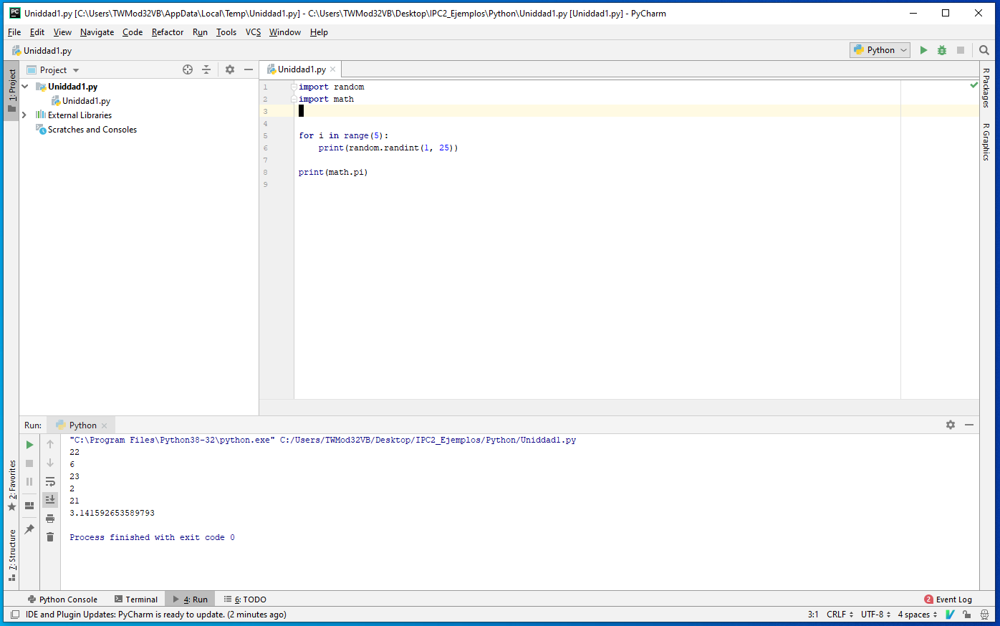 Uniddad1.py [C:\Users\TWMod32VB\AppData\Local\Temp\Uniddad1.py] - C:\Users\TWMod32VB\Desktop\IPC2_Ejemplos\Python\Uniddad1.py [Uniddad1.py] - PyCharm
File Edit View Navigate Code Refactor Run Tools VCS Window Help
Uniddad1.py
Python
1: Project
Project
Uniddad1.py
Uniddad1.py
External Libraries
Scratches and Consoles
Uniddad1.py
1 import random
2 import math
3
4
5 for i in range(5):
6 print(random.randint(1, 25))
7
8 print(math.pi)
9
R Packages
R Graphics
2: Favorites
7: Structure
Run: Python
"C:\Program Files\Python38-32\python.exe" C:/Users/TWMod32VB/Desktop/IPC2_Ejemplos/Python/Uniddad1.py
22
6
23
2
21
3.141592653589793
Process finished with exit code 0
Python Console Terminal 4: Run 6: TODO 2 Event Log
IDE and Plugin Updates: PyCharm is ready to update. (2 minutes ago) 3:1 CRLF UTF-8 4 spaces